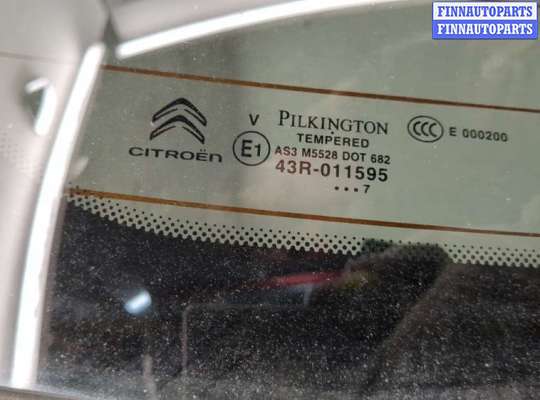 FINNAUTOPARTS
FINNAUTOPARTS
V PILKINGTON
TEMPERED
CCC E 000200
CITROËN
E1 AS3 M5528 DOT 682
43R-011595
•••7